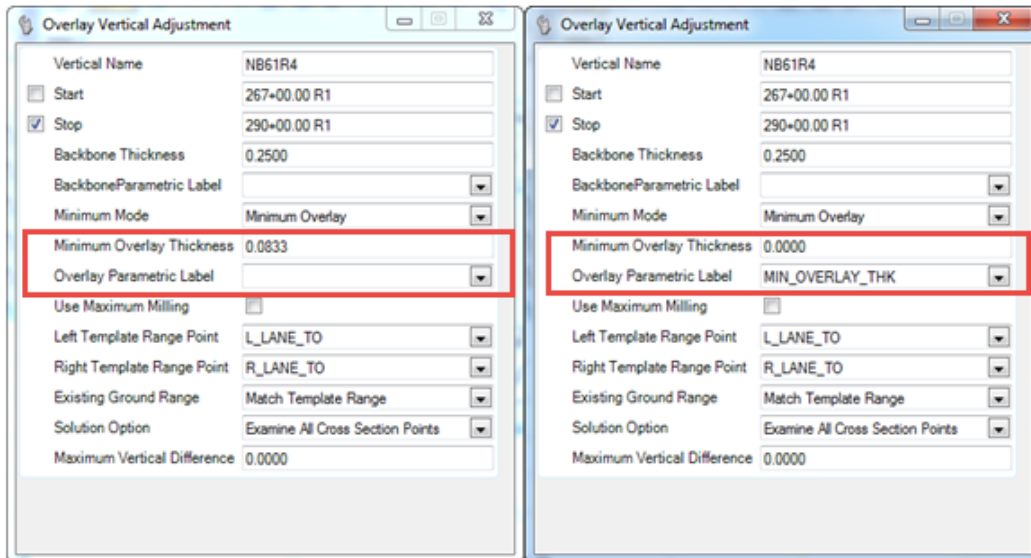 Overlay Vertical Adjustment
Vertical Name NB61R4
Start 267+00.00 R1
Stop 290+00.00 R1
Backbone Thickness 0.2500
BackboneParametric Label
Minimum Mode Minimum Overlay
Minimum Overlay Thickness 0.0833
Overlay Parametric Label
Use Maximum Milling
Left Template Range Point L_LANE_TO
Right Template Range Point R_LANE_TO
Existing Ground Range Match Template Range
Solution Option Examine All Cross Section Points
Maximum Vertical Difference 0.0000
Overlay Vertical Adjustment
Vertical Name NB61R4
Start 267+00.00 R1
Stop 290+00.00 R1
Backbone Thickness 0.2500
BackboneParametric Label
Minimum Mode Minimum Overlay
Minimum Overlay Thickness 0.0000
Overlay Parametric Label MIN_OVERLAY_THK
Use Maximum Milling
Left Template Range Point L_LANE_TO
Right Template Range Point R_LANE_TO
Existing Ground Range Match Template Range
Solution Option Examine All Cross Section Points
Maximum Vertical Difference 0.0000